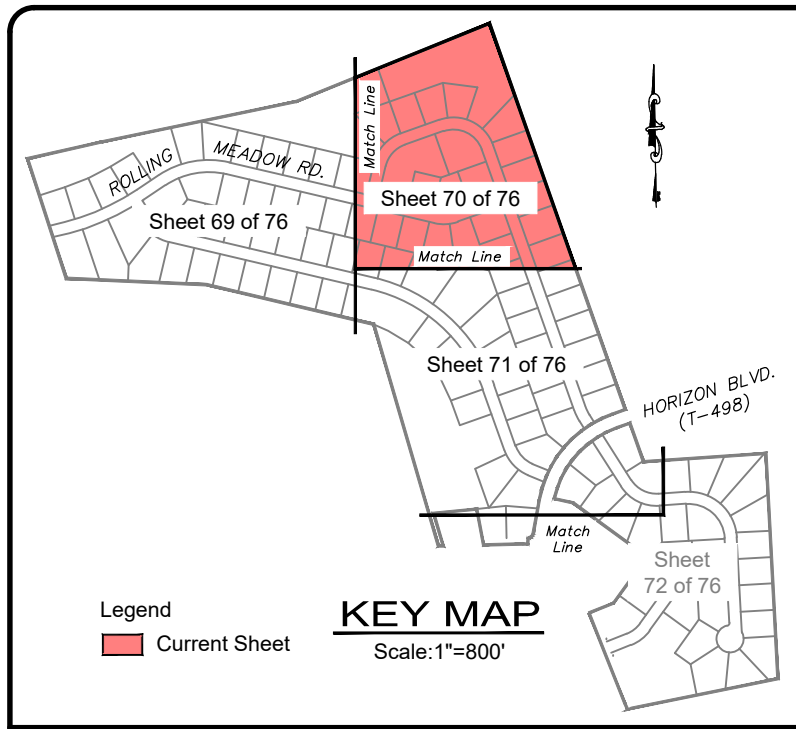 Match Line
ROLLING
MEADOW RD.
Sheet 70 of 76
Sheet 69 of 76
Match Line
Sheet 71 of 76
HORIZON BLVD.
(T-498)
Match
Line
Sheet
72 of 76
Legend
Current Sheet
KEY MAP
Scale:1"=800'